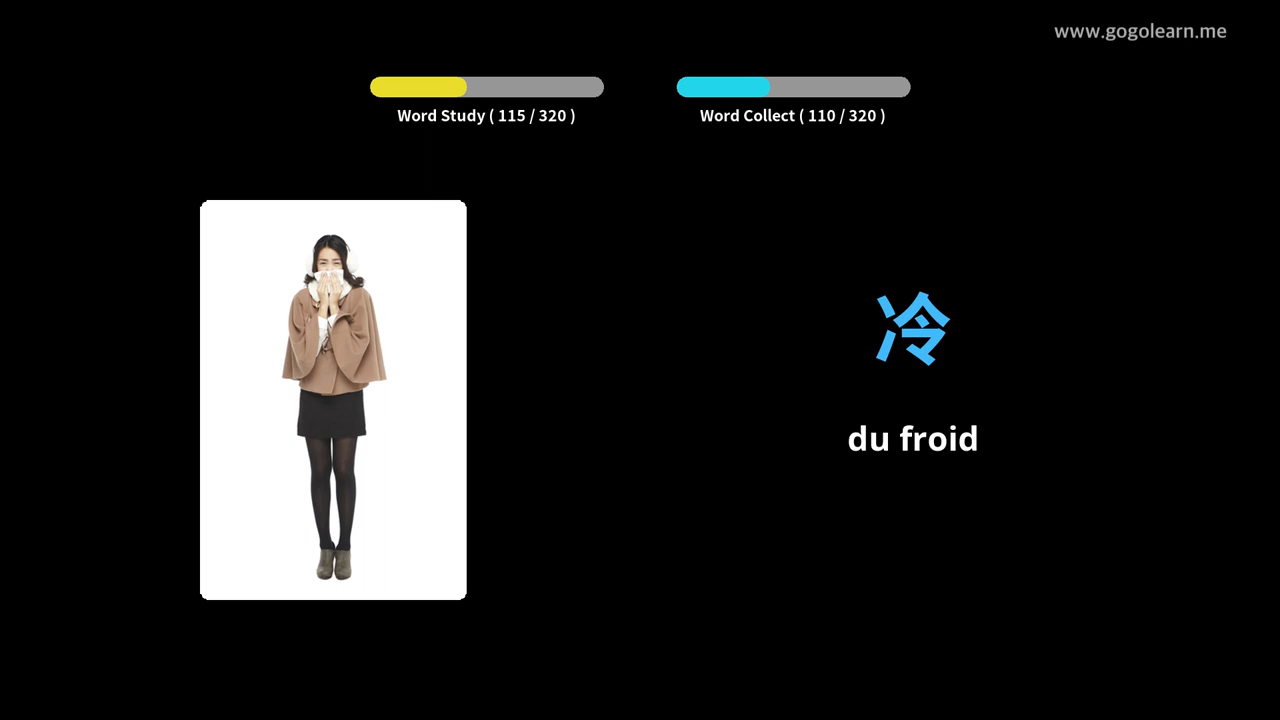 www.gogolearn.me
Word Study ( 115 / 320 )
Word Collect ( 110 / 320 )
冷
du froid